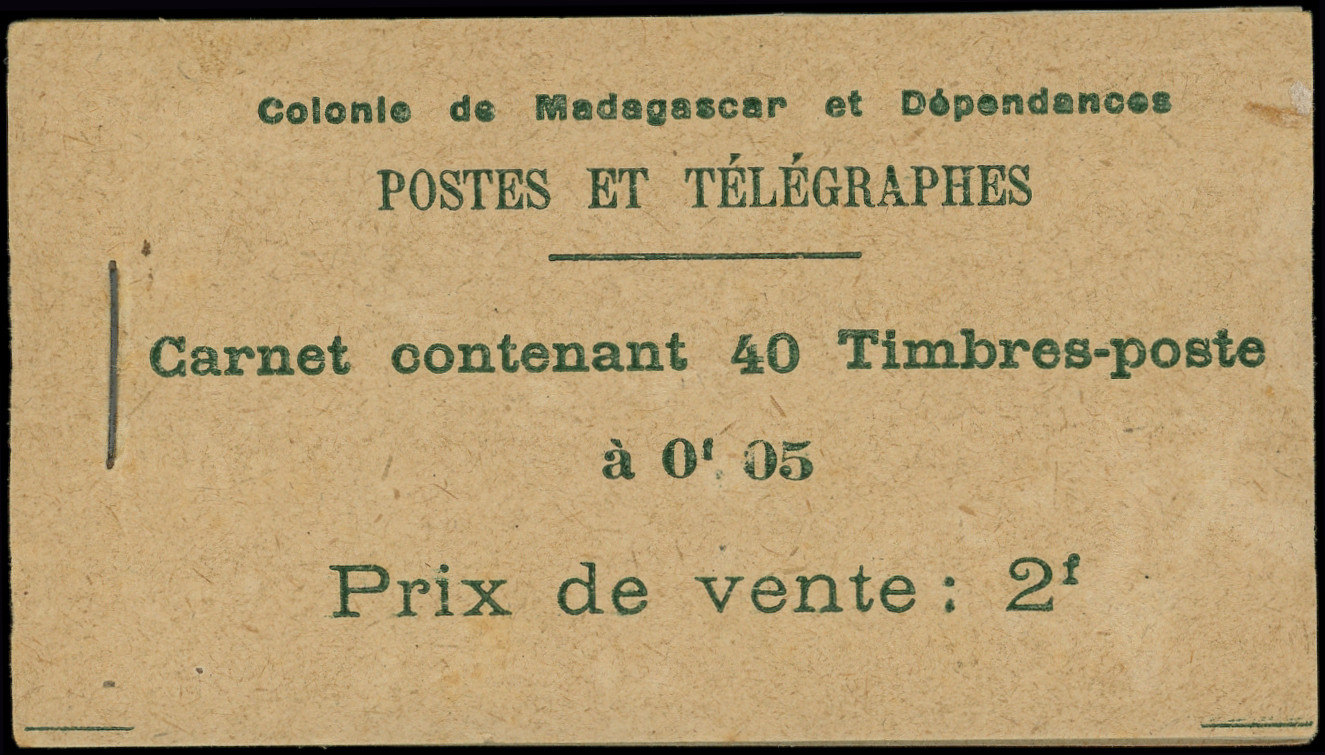 Colonie de Madagascar et Dépendances
POSTES ET TÉLÉGRAPHES
Carnet contenant 40 Timbres-poste
à 0ᶠ 05
Prix de vente : 2ᶠ